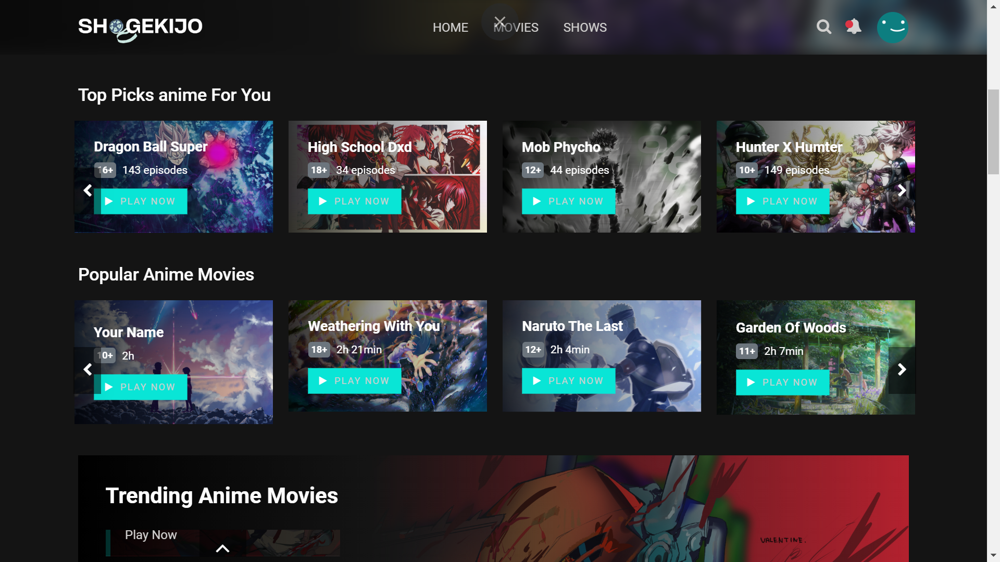 SHOGEKIJO
HOME MOVIES SHOWS
Top Picks anime For You
Dragon Ball Super
16+ 143 episodes
PLAY NOW
High School Dxd
18+ 34 episodes
PLAY NOW
Mob Phycho
12+ 44 episodes
PLAY NOW
Hunter X Humter
10+ 149 episodes
PLAY NOW
Popular Anime Movies
Your Name
10+ 2h
PLAY NOW
Weathering With You
18+ 2h 21min
PLAY NOW
Naruto The Last
12+ 2h 4min
PLAY NOW
Garden Of Woods
11+ 2h 7min
PLAY NOW
Trending Anime Movies
Play Now
VALENTINE.